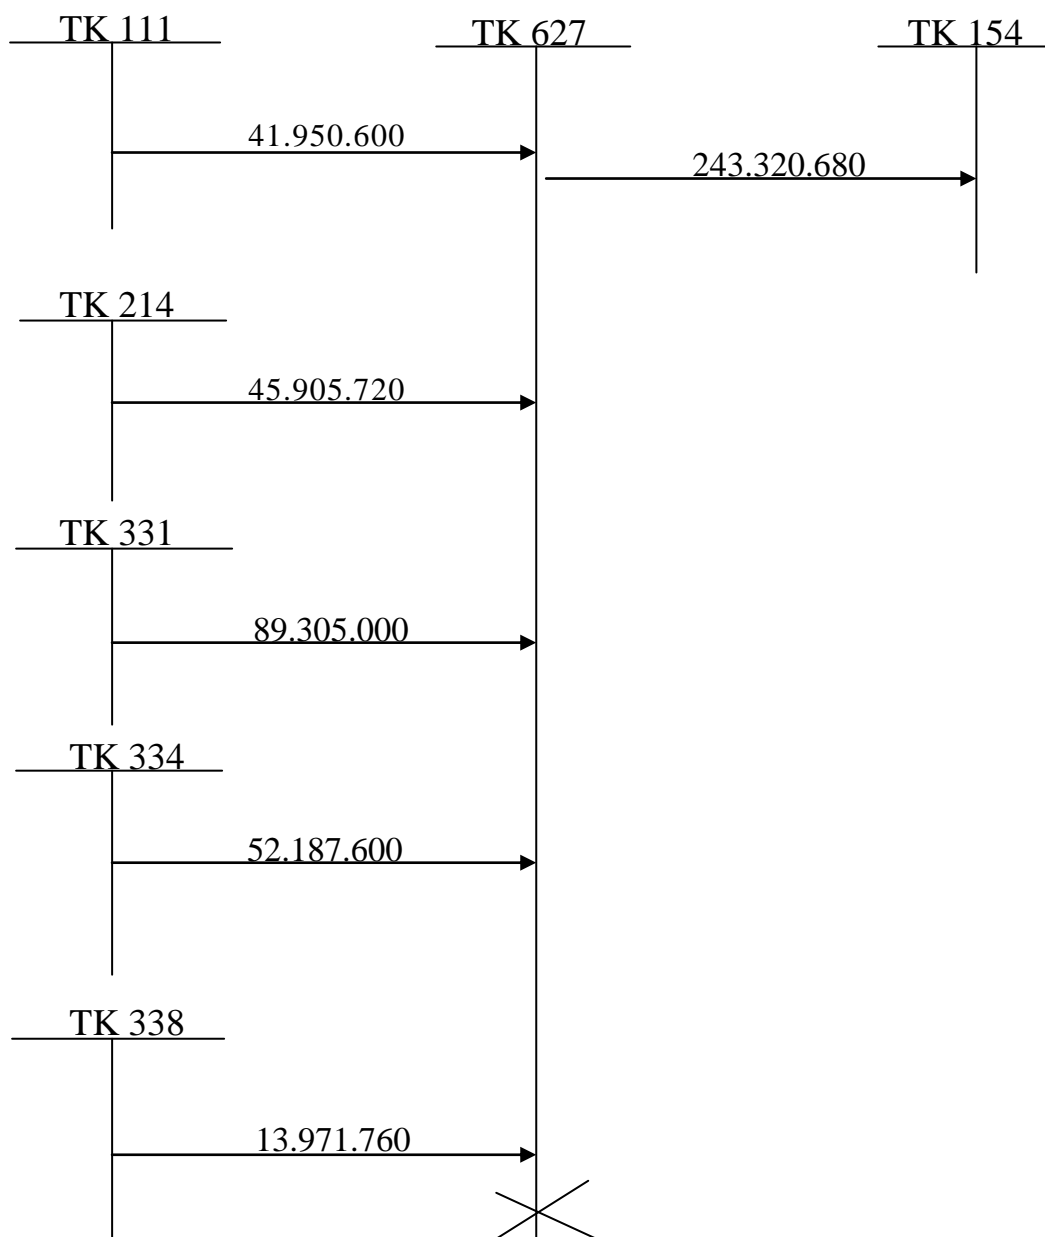 TK 111
TK 627
TK 154
41.950.600
243.320.680
TK 214
45.905.720
TK 331
89.305.000
TK 334
52.187.600
TK 338
13.971.760